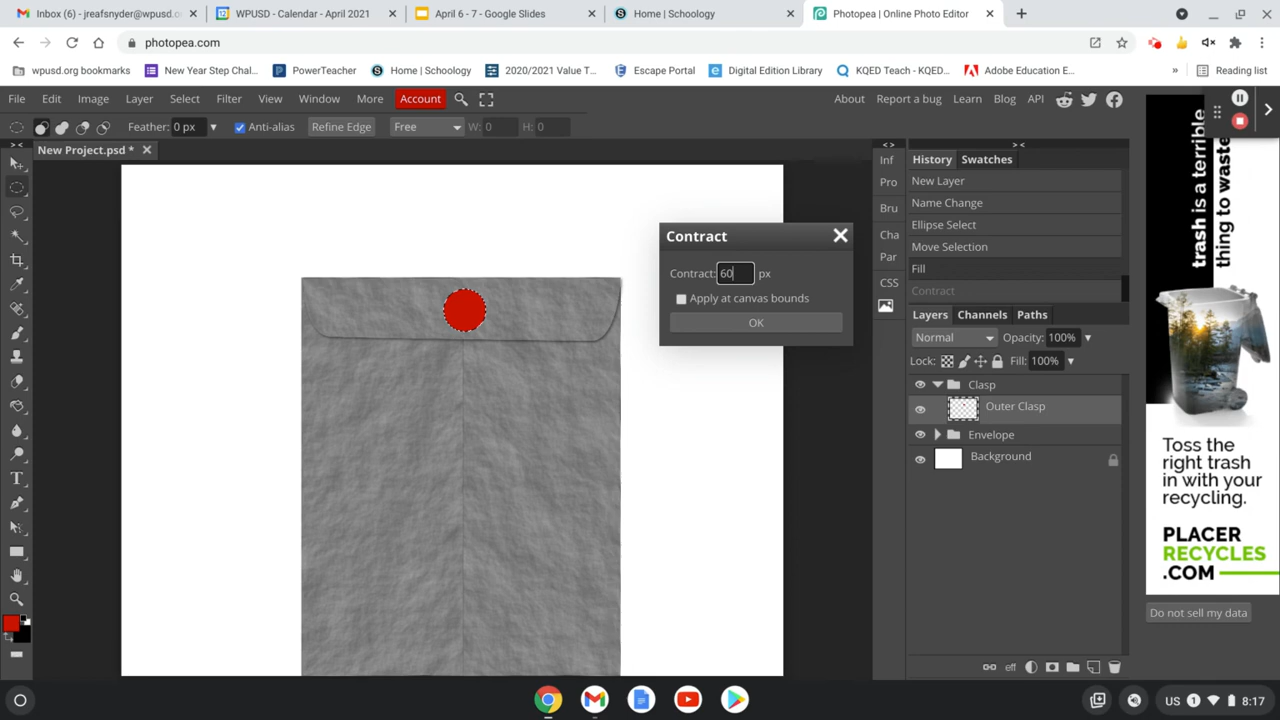 Inbox (6) - jreafsnyder@wpusd.o
WPUSD - Calendar - April 2021
April 6 - 7 - Google Slides
Home | Schoology
Photopea | Online Photo Editor
photopea.com
wpusd.org bookmarks
New Year Step Chal...
PowerTeacher
Home | Schoology
2020/2021 Value T...
Escape Portal
Digital Edition Library
KQED Teach - KQED...
Adobe Education E...
»
Reading list
File
Edit
Image
Layer
Select
Filter
View
Window
More
Account
About
Report a bug
Learn
Blog
API
Feather: 0 px
Anti-alias
Refine Edge
Free
W: 0
H: 0
New Project.psd *
Contract
Contract: 60 px
Apply at canvas bounds
OK
Inf
Pro
Bru
Cha
Par
CSS
History
Swatches
New Layer
Name Change
Ellipse Select
Move Selection
Fill
Contract
Layers
Channels
Paths
Normal
Opacity: 100%
Lock:
Fill: 100%
Clasp
Outer Clasp
Envelope
Background
eff
trash is a terrible
thing to waste
Toss the
right trash
in with your
recycling.
PLACER
RECYCLES
.COM
Do not sell my data
US
1
8:17